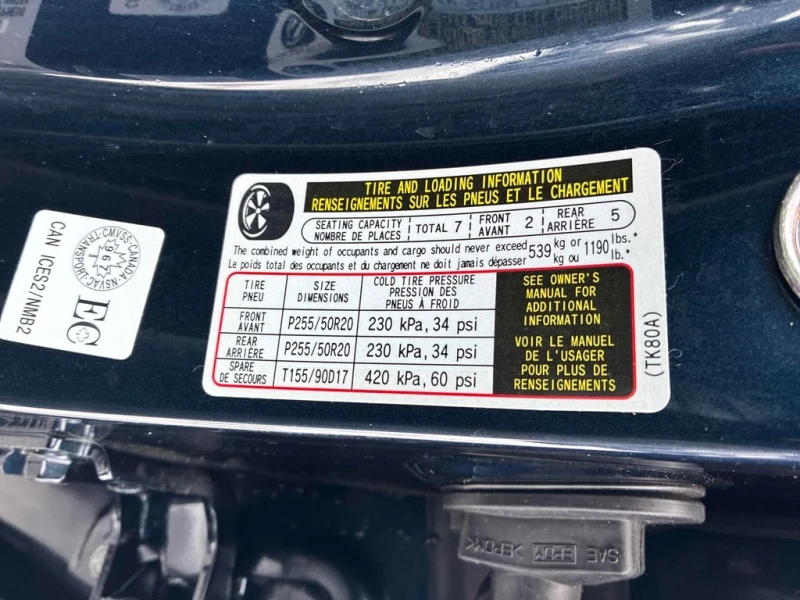 TIRE AND LOADING INFORMATION
RENSEIGNEMENTS SUR LES PNEUS ET LE CHARGEMENT
SEATING CAPACITY
NOMBRE DE PLACES
TOTAL 7
FRONT
AVANT
2
REAR
ARRIÈRE
5
The combined weight of occupants and cargo should never exceed 539 kg or 1190 lbs.*
Le poids total des occupants et du chargement ne doit jamais dépasser kg ou lb.*
TIRE
PNEU
SIZE
DIMENSIONS
COLD TIRE PRESSURE
PRESSION DES
PNEUS À FROID
FRONT
AVANT
P255/50R20
230 kPa, 34 psi
REAR
ARRIÈRE
P255/50R20
230 kPa, 34 psi
SPARE
DE SECOURS
T155/90D17
420 kPa, 60 psi
SEE OWNER'S
MANUAL FOR
ADDITIONAL
INFORMATION
VOIR LE MANUEL
DE L'USAGER
POUR PLUS DE
RENSEIGNEMENTS
(TK80A)
CAN ICES2/NMB2
EC
967
SAE
>EPDM<